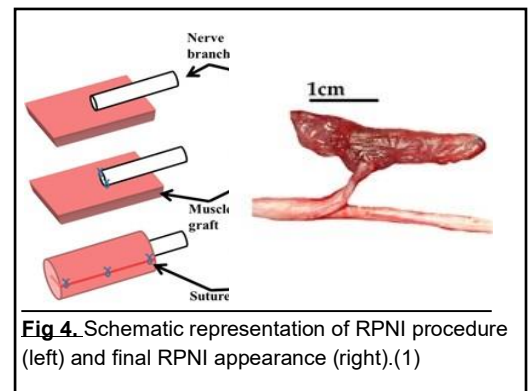 Nerve
branch
Muscle
graft
Suture
1cm
Fig 4. Schematic representation of RPNI procedure
(left) and final RPNI appearance (right).(1)